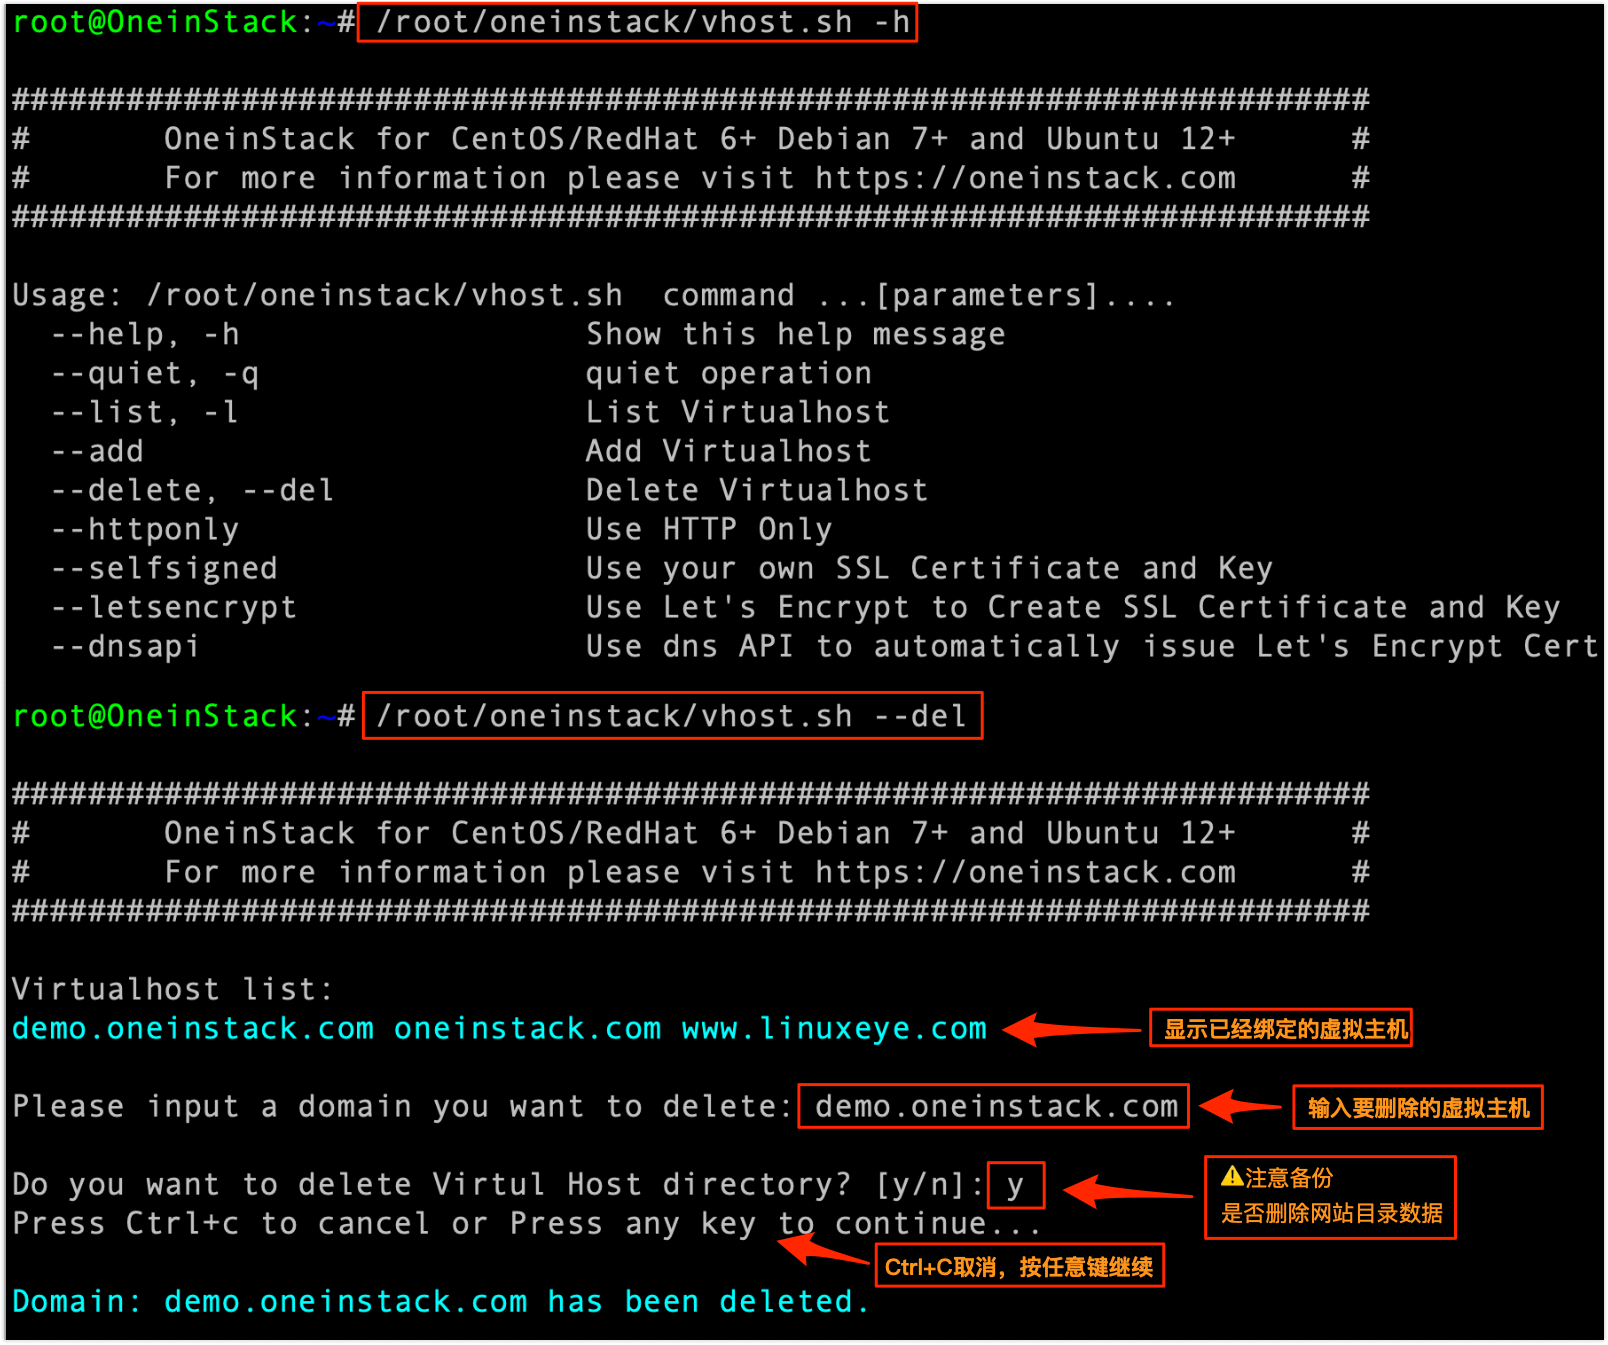 root@OneinStack:~# /root/oneinstack/vhost.sh -h
#######################################################################
#       OneinStack for CentOS/RedHat 6+ Debian 7+ and Ubuntu 12+      #
#       For more information please visit https://oneinstack.com      #
#######################################################################
Usage: /root/oneinstack/vhost.sh  command ...[parameters]....
--help, -h                  Show this help message
--quiet, -q                 quiet operation
--list, -l                  List Virtualhost
--add                       Add Virtualhost
--delete, --del             Delete Virtualhost
--httponly                  Use HTTP Only
--selfsigned                Use your own SSL Certificate and Key
--letsencrypt               Use Let's Encrypt to Create SSL Certificate and Key
--dnsapi                    Use dns API to automatically issue Let's Encrypt Cert
root@OneinStack:~# /root/oneinstack/vhost.sh --del
#######################################################################
#       OneinStack for CentOS/RedHat 6+ Debian 7+ and Ubuntu 12+      #
#       For more information please visit https://oneinstack.com      #
#######################################################################
Virtualhost list:
demo.oneinstack.com oneinstack.com www.linuxeye.com 显示已经绑定的虚拟主机
Please input a domain you want to delete: demo.oneinstack.com 输入要删除的虚拟主机
Do you want to delete Virtul Host directory? [y/n]: y ⚠️注意备份
是否删除网站目录数据
Press Ctrl+c to cancel or Press any key to continue...
Ctrl+C取消，按任意键继续
Domain: demo.oneinstack.com has been deleted.